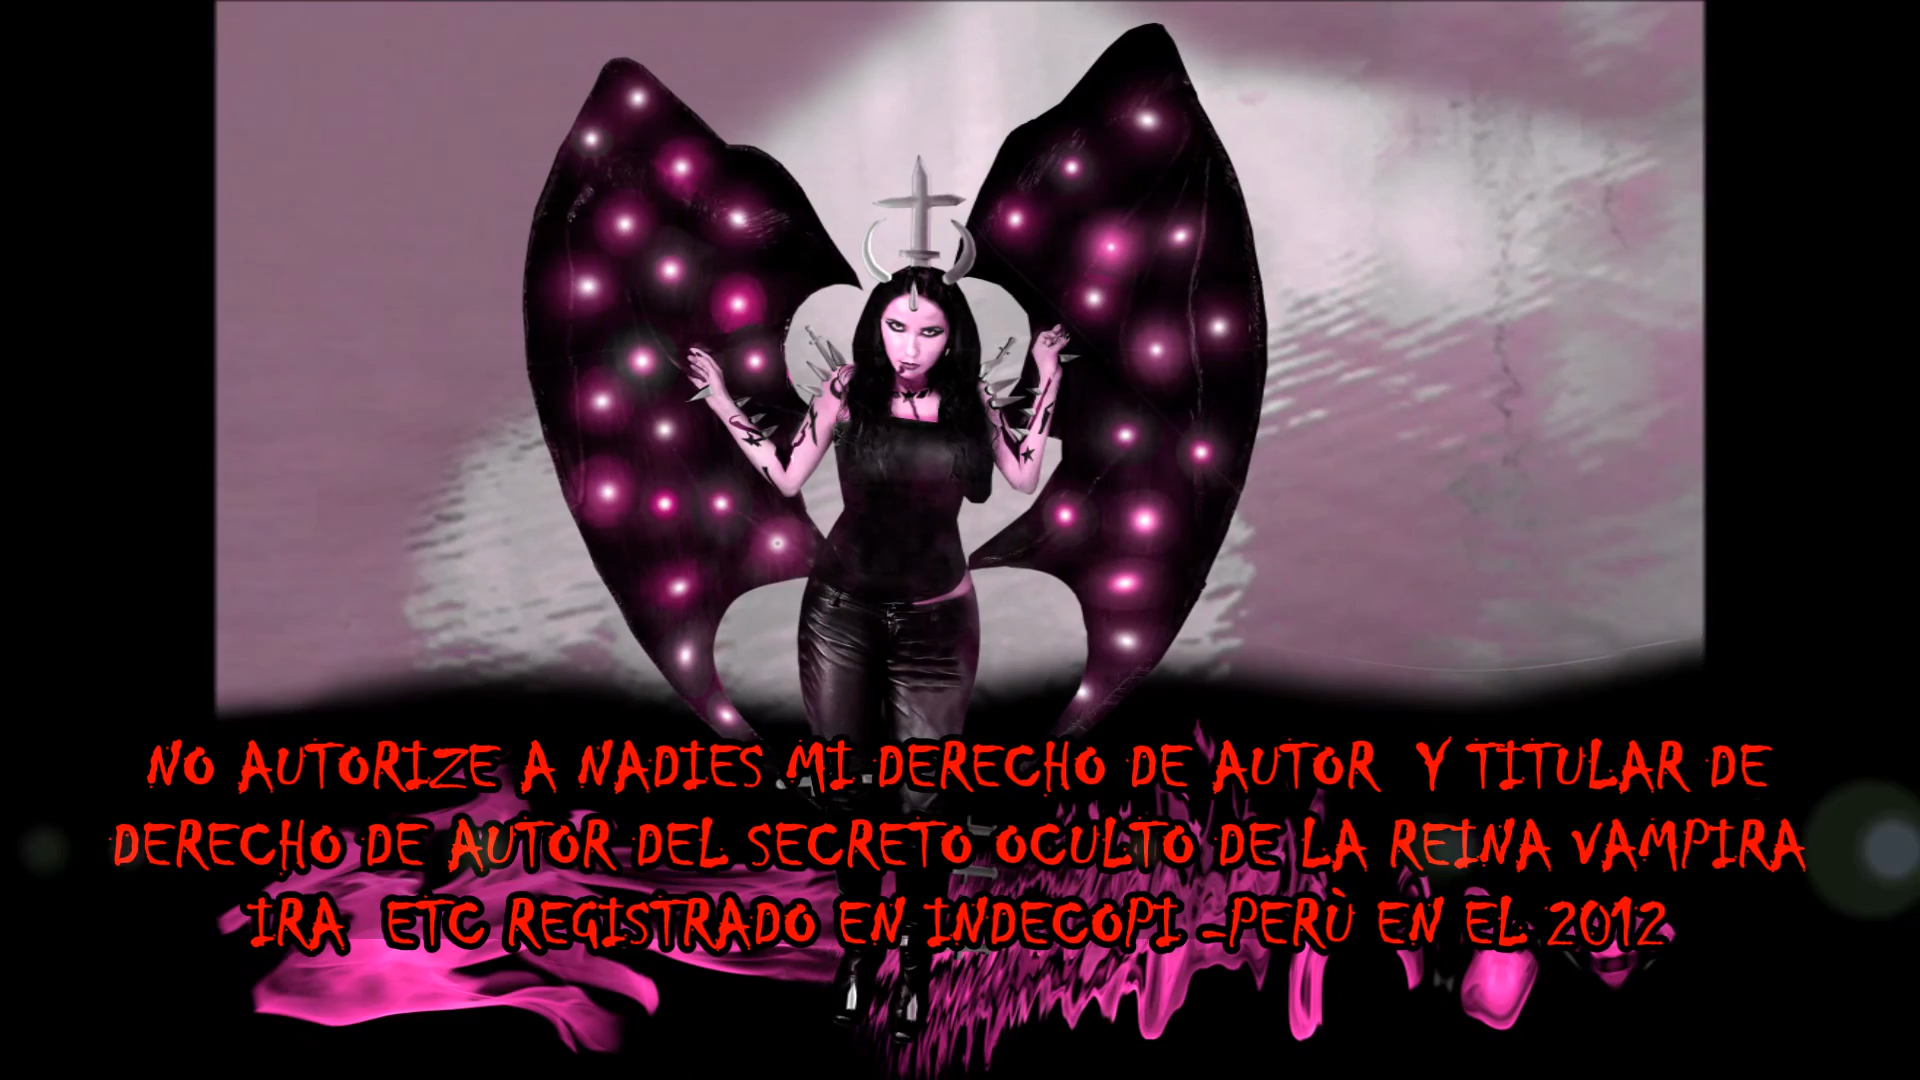 NO AUTORIZE A NADIES MI DERECHO DE AUTOR Y TITULAR DE
DERECHO DE AUTOR DEL SECRETO OCULTO DE LA REINA VAMPIRA
IRA ETC REGISTRADO EN INDECOPI -PERÙ EN EL 2012